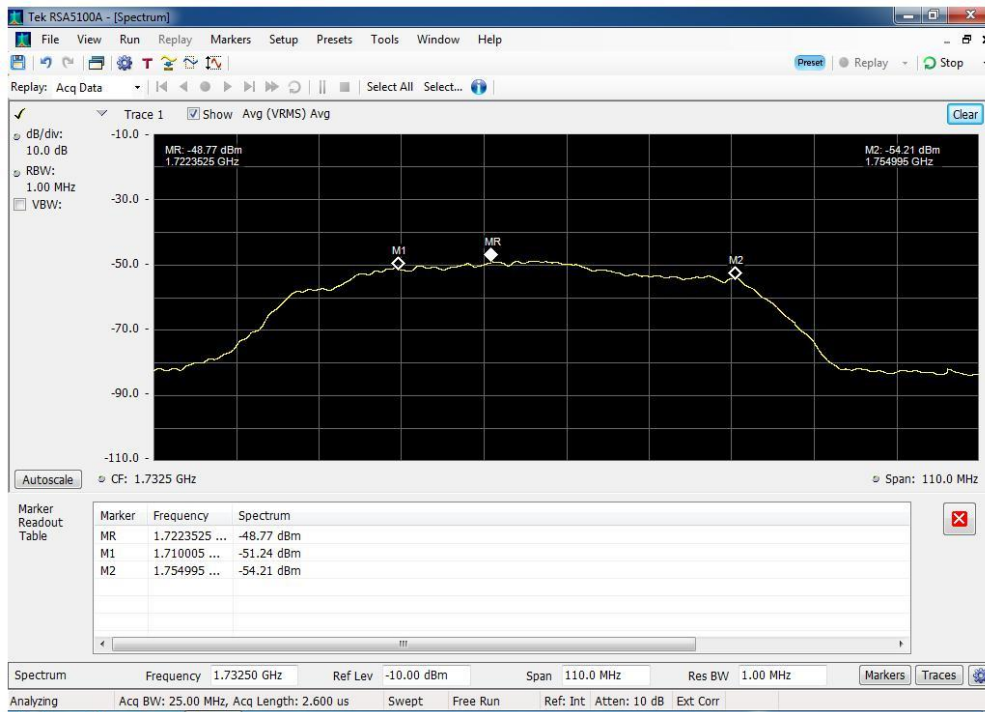 Tek RSA5100A - [Spectrum]
File View Run Replay Markers Setup Presets Tools Window Help
Preset Replay Stop
Replay: Acq Data Select All Select...
Trace 1 Show Avg (VRMS) Avg Clear
dB/div:
10.0 dB
RBW:
1.00 MHz
VBW:
-10.0
-30.0
-50.0
-70.0
-90.0
-110.0
MR: -48.77 dBm
1.7223525 GHz
M2: -54.21 dBm
1.754995 GHz
M1
MR
M2
Autoscale CF: 1.7325 GHz Span: 110.0 MHz
Marker
Readout
Table
Marker Frequency Spectrum
MR 1.7223525 ... -48.77 dBm
M1 1.710005 ... -51.24 dBm
M2 1.754995 ... -54.21 dBm
Spectrum Frequency 1.73250 GHz Ref Lev -10.00 dBm Span 110.0 MHz Res BW 1.00 MHz Markers Traces
Analyzing Acq BW: 25.00 MHz, Acq Length: 2.600 us Swept Free Run Ref: Int Atten: 10 dB Ext Corr